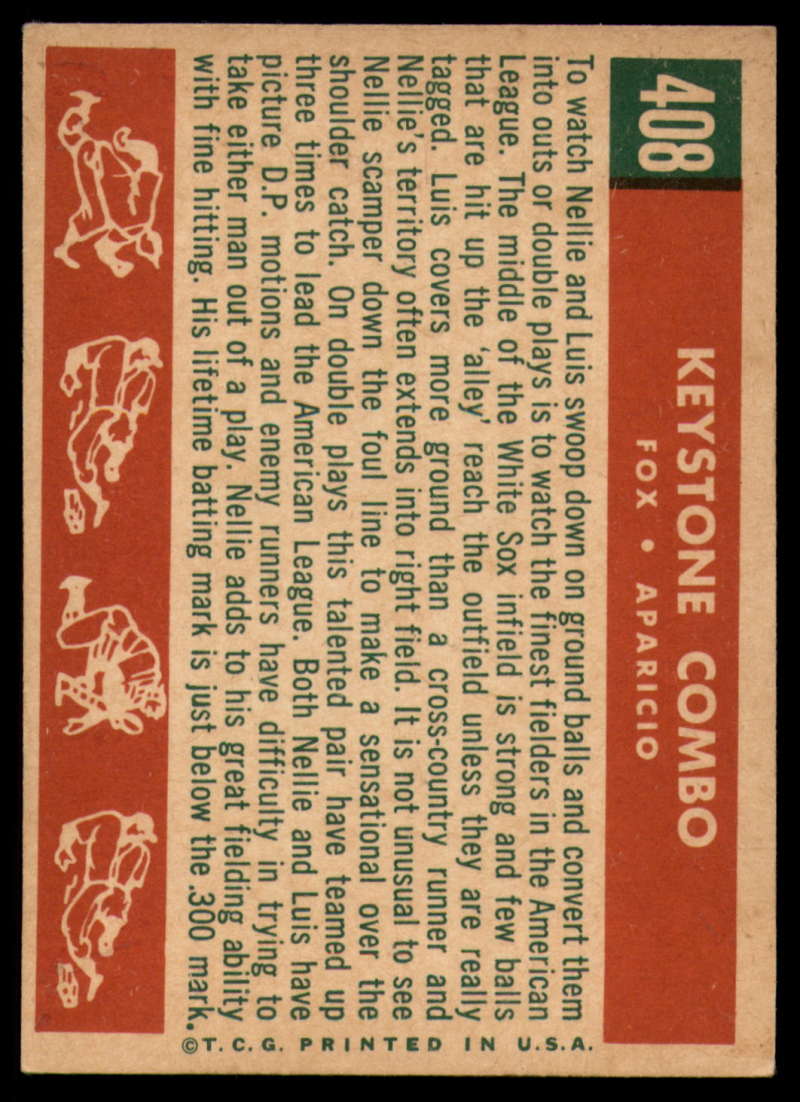 408
KEYSTONE COMBO
FOX • APARICIO
To watch Nellie and Luis swoop down on ground balls and convert them
into outs or double plays is to watch the finest fielders in the American
League. The middle of the White Sox infield is strong and few balls
that are hit up the ‘alley’ reach the outfield unless they are really
tagged. Luis covers more ground than a cross-country runner and
Nellie's territory often extends into right field. It is not unusual to see
Nellie scamper down the foul line to make a sensational over the
shoulder catch. On double plays this talented pair have teamed up
three times to lead the American League. Both Nellie and Luis have
picture D.P. motions and enemy runners have difficulty in trying to
take either man out of a play. Nellie adds to his great fielding ability
with fine hitting. His lifetime batting mark is just below the .300 mark.
© T. C. G. PRINTED IN U.S.A.